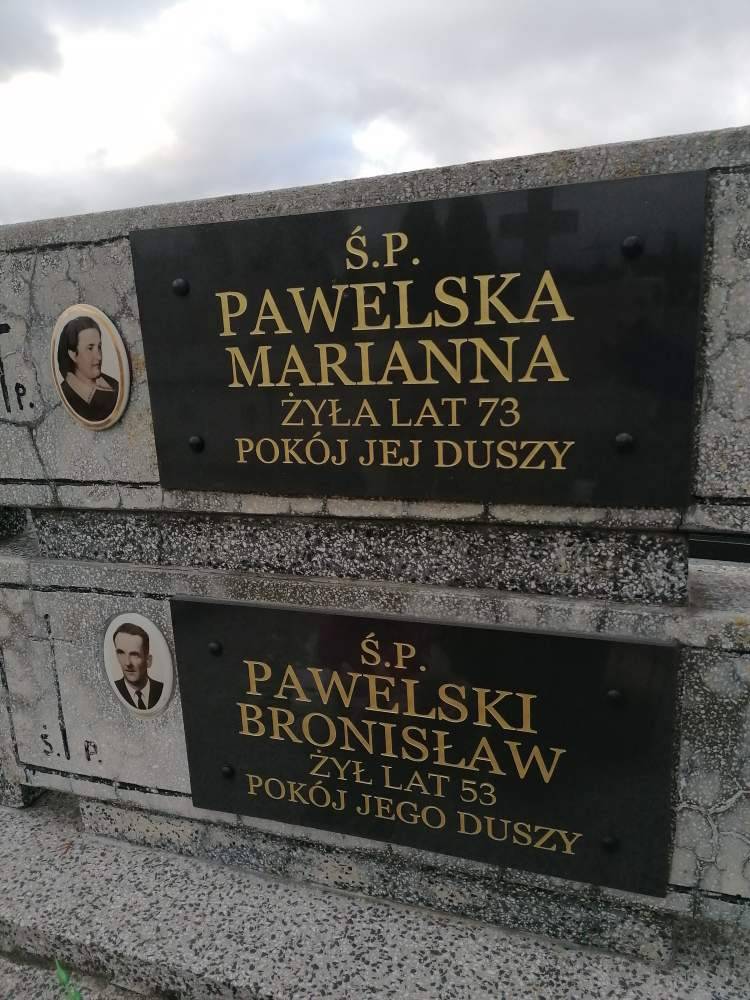 Ś.P.
PAWELSKA
MARIANNA
ŻYŁA LAT 73
POKÓJ JEJ DUSZY
p.
Ś.P.
PAWELSKI
BRONISŁAW
ŻYŁ LAT 53
POKÓJ JEGO DUSZY
ś. p.